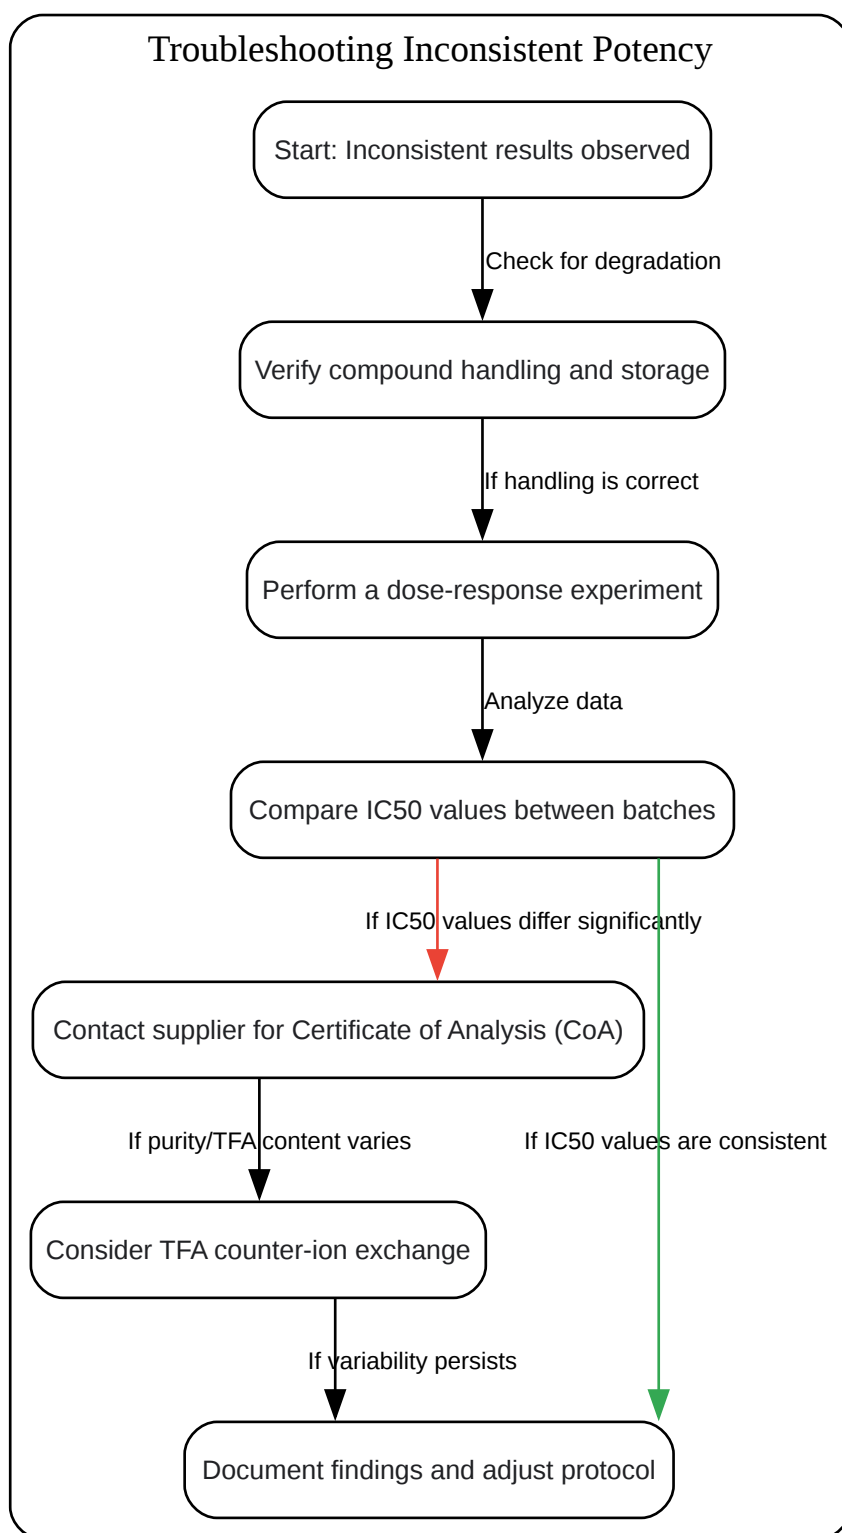 Troubleshooting Inconsistent Potency
Start: Inconsistent results observed
Check for degradation
Verify compound handling and storage
If handling is correct
Perform a dose-response experiment
Analyze data
Compare IC50 values between batches
If IC50 values differ significantly
Contact supplier for Certificate of Analysis (CoA)
If purity/TFA content varies
If IC50 values are consistent
Consider TFA counter-ion exchange
If variability persists
Document findings and adjust protocol